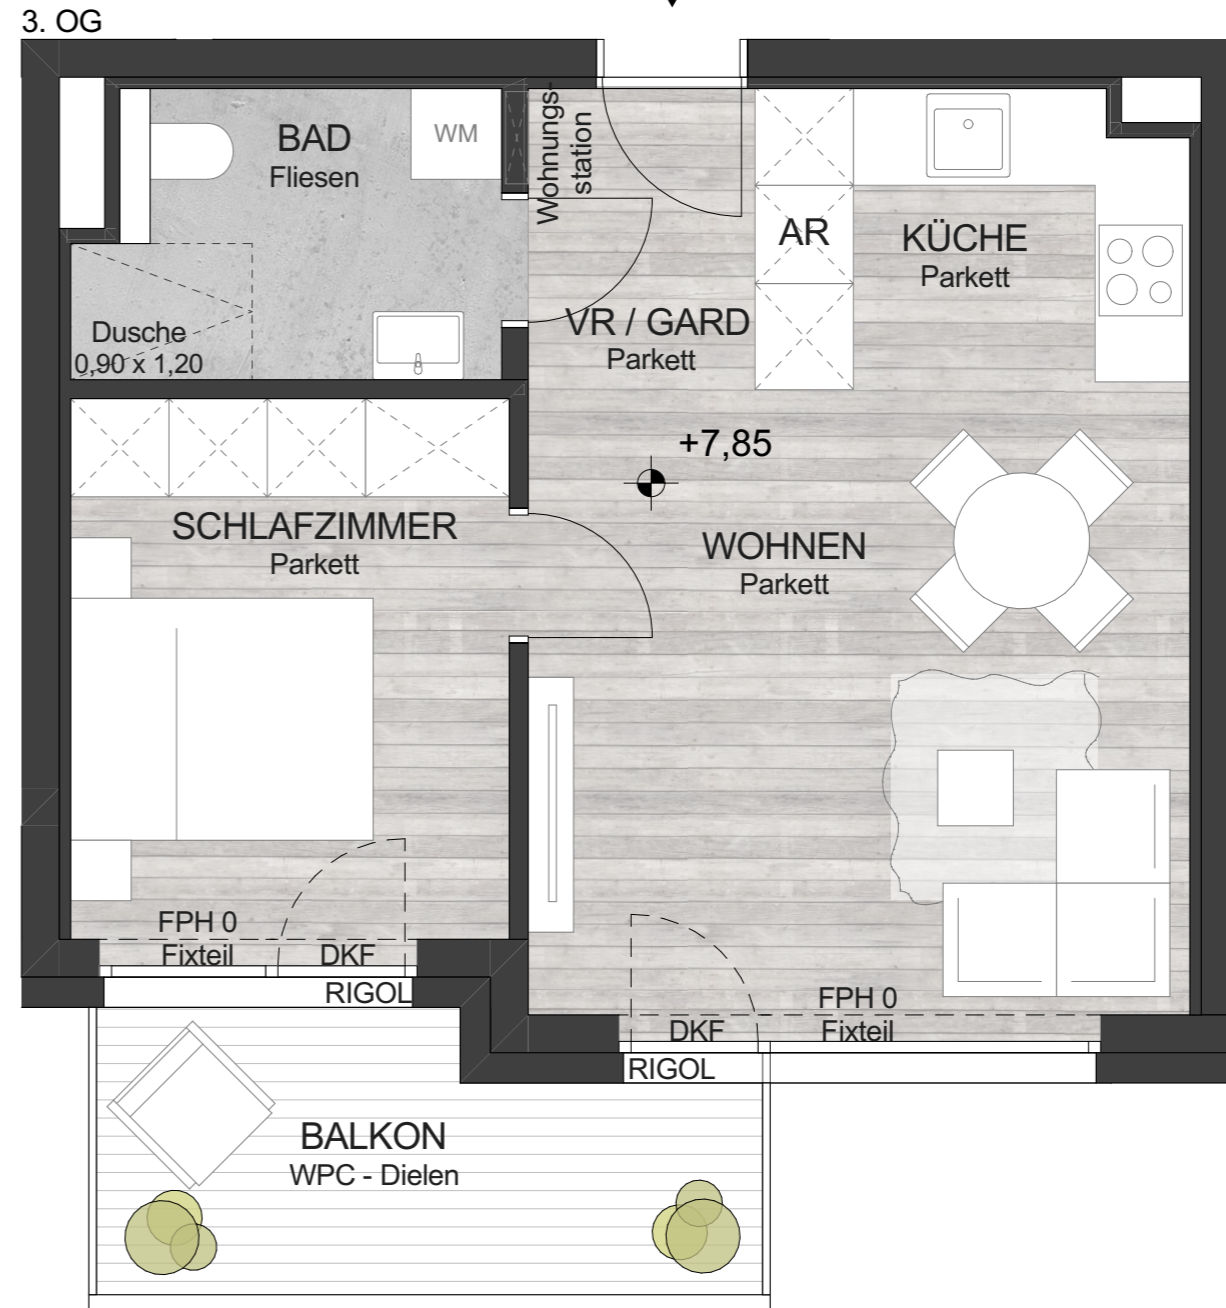 3. OG
BAD
Fliesen
WM
Wohnungs-
station
AR
KÜCHE
Parkett
VR / GARD
Parkett
Dusche
0,90 x 1,20
+7,85
SCHLAFZIMMER
Parkett
WOHNEN
Parkett
FPH 0
Fixteil
DKF
RIGOL
FPH 0
DKF
Fixteil
RIGOL
BALKON
WPC - Dielen